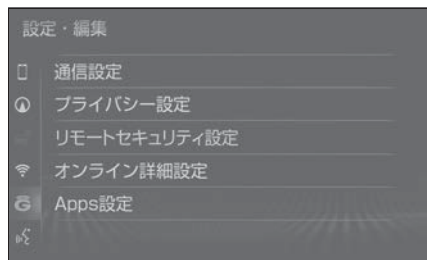 設定・編集
通信設定
プライバシー設定
リモートセキュリティ設定
オンライン詳細設定
Apps設定